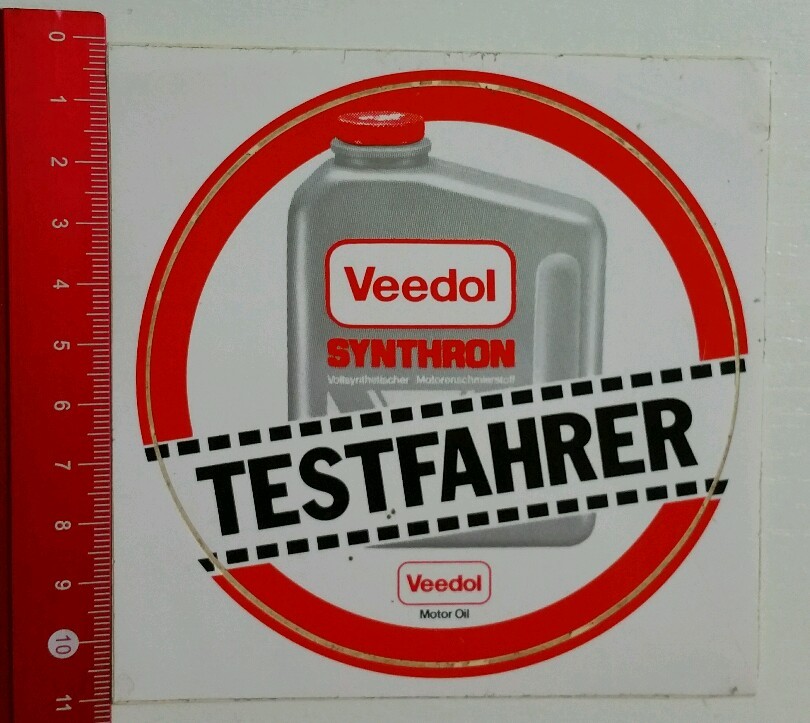 0
1
2
3
4
5
6
7
8
9
10
11
Veedol
SYNTHRON
Vollsynthetischer Motorenschmierstoff
TESTFAHRER
Veedol
Motor Oil